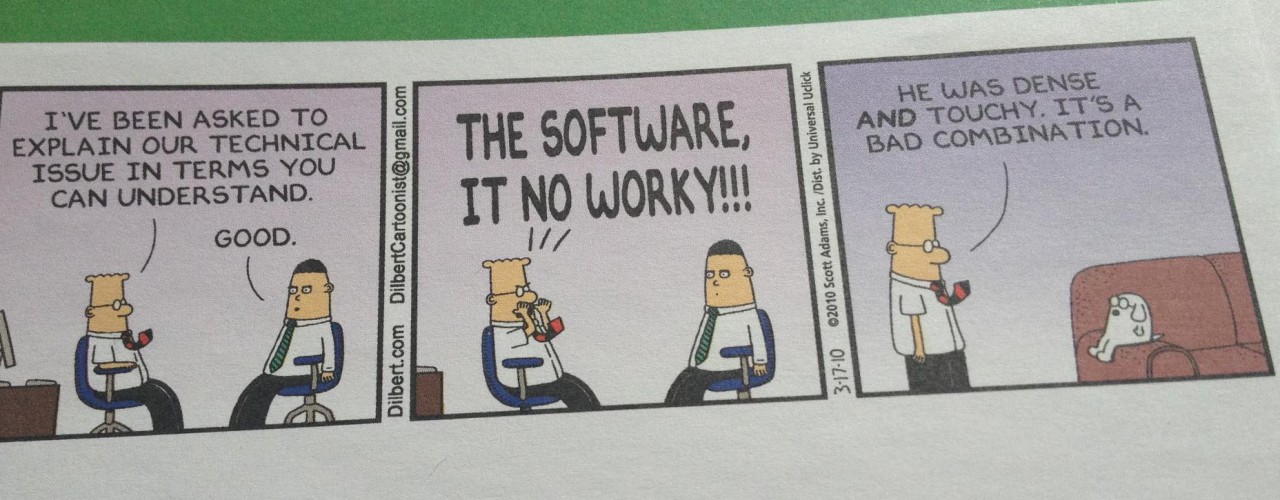 I'VE BEEN ASKED TO
EXPLAIN OUR TECHNICAL
ISSUE IN TERMS YOU
CAN UNDERSTAND.
GOOD.
Dilbert.com DilbertCartoonist@gmail.com
THE SOFTWARE,
IT NO WORKY!!!
3-17-10 ©2010 Scott Adams, Inc. /Dist. by Universal Uclick
HE WAS DENSE
AND TOUCHY. IT'S A
BAD COMBINATION.